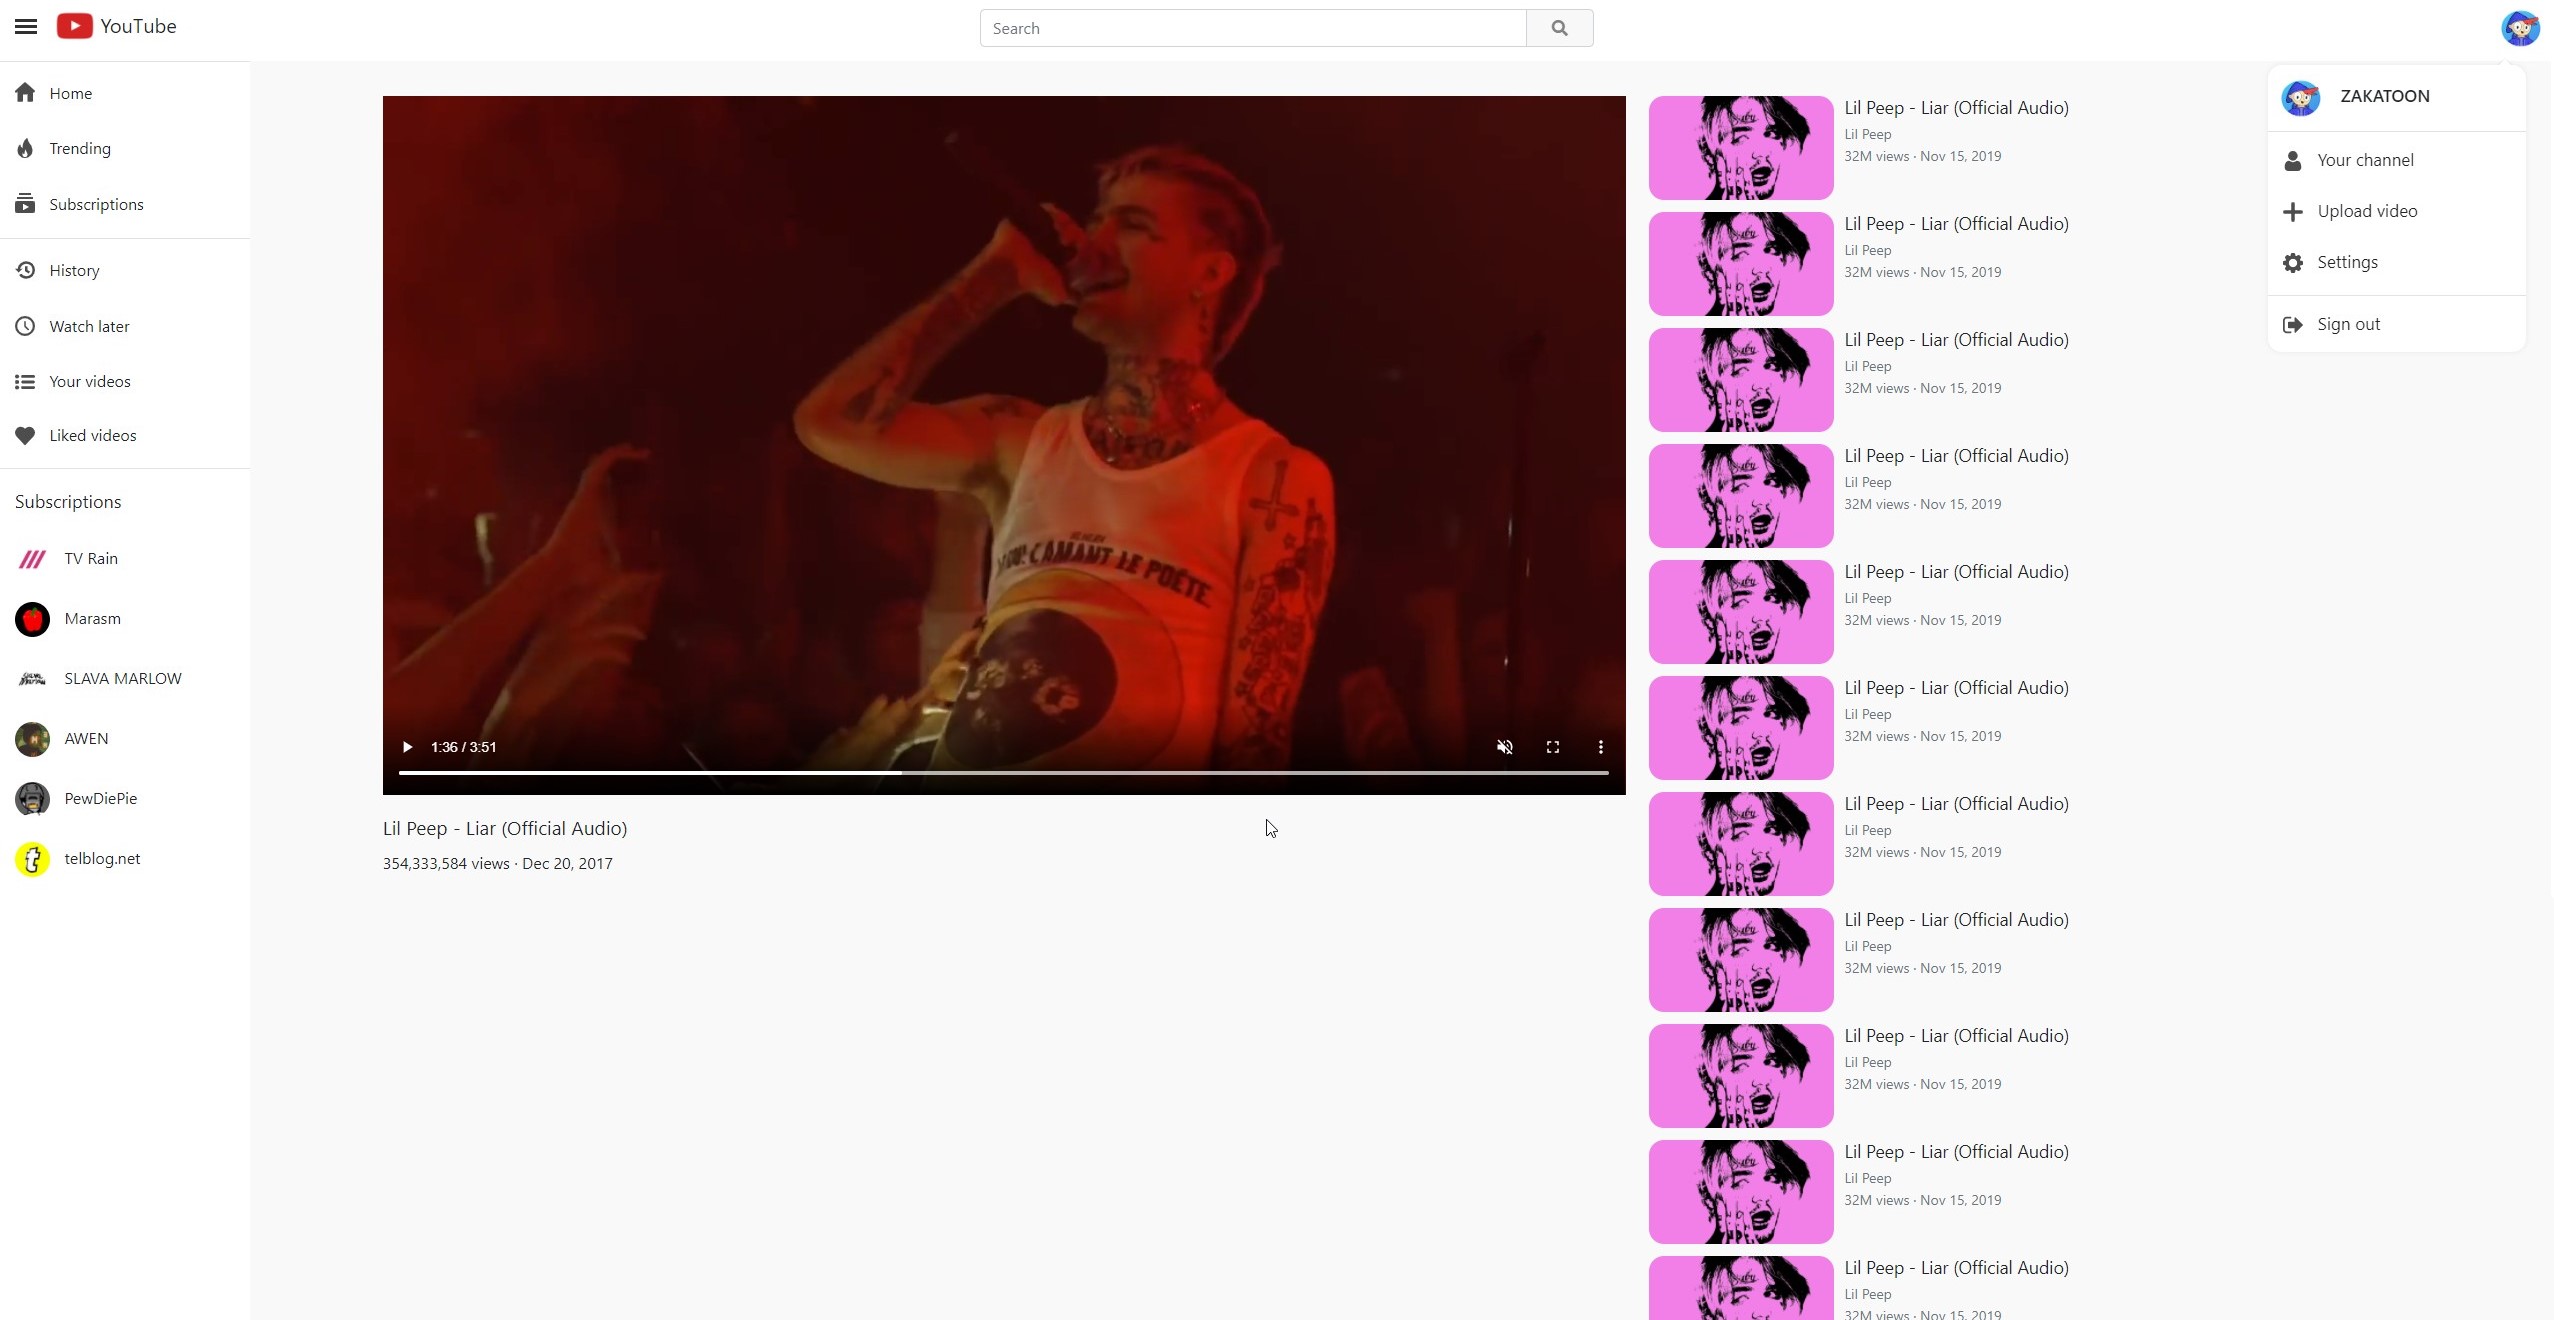 YouTube
Search
Home
Trending
Subscriptions
History
Watch later
Your videos
Liked videos
Subscriptions
TV Rain
Marasm
SLAVA MARLOW
AWEN
PewDiePie
telblog.net
C'AMANT LE POÈTE
1:36 / 3:51
Lil Peep - Liar (Official Audio)
354,333,584 views · Dec 20, 2017
Lil Peep - Liar (Official Audio)
Lil Peep
32M views · Nov 15, 2019
Lil Peep - Liar (Official Audio)
Lil Peep
32M views · Nov 15, 2019
Lil Peep - Liar (Official Audio)
Lil Peep
32M views · Nov 15, 2019
Lil Peep - Liar (Official Audio)
Lil Peep
32M views · Nov 15, 2019
Lil Peep - Liar (Official Audio)
Lil Peep
32M views · Nov 15, 2019
Lil Peep - Liar (Official Audio)
Lil Peep
32M views · Nov 15, 2019
Lil Peep - Liar (Official Audio)
Lil Peep
32M views · Nov 15, 2019
Lil Peep - Liar (Official Audio)
Lil Peep
32M views · Nov 15, 2019
Lil Peep - Liar (Official Audio)
Lil Peep
32M views · Nov 15, 2019
Lil Peep - Liar (Official Audio)
Lil Peep
32M views · Nov 15, 2019
Lil Peep - Liar (Official Audio)
Lil Peep
32M views · Nov 15, 2019
ZAKATOON
Your channel
Upload video
Settings
Sign out